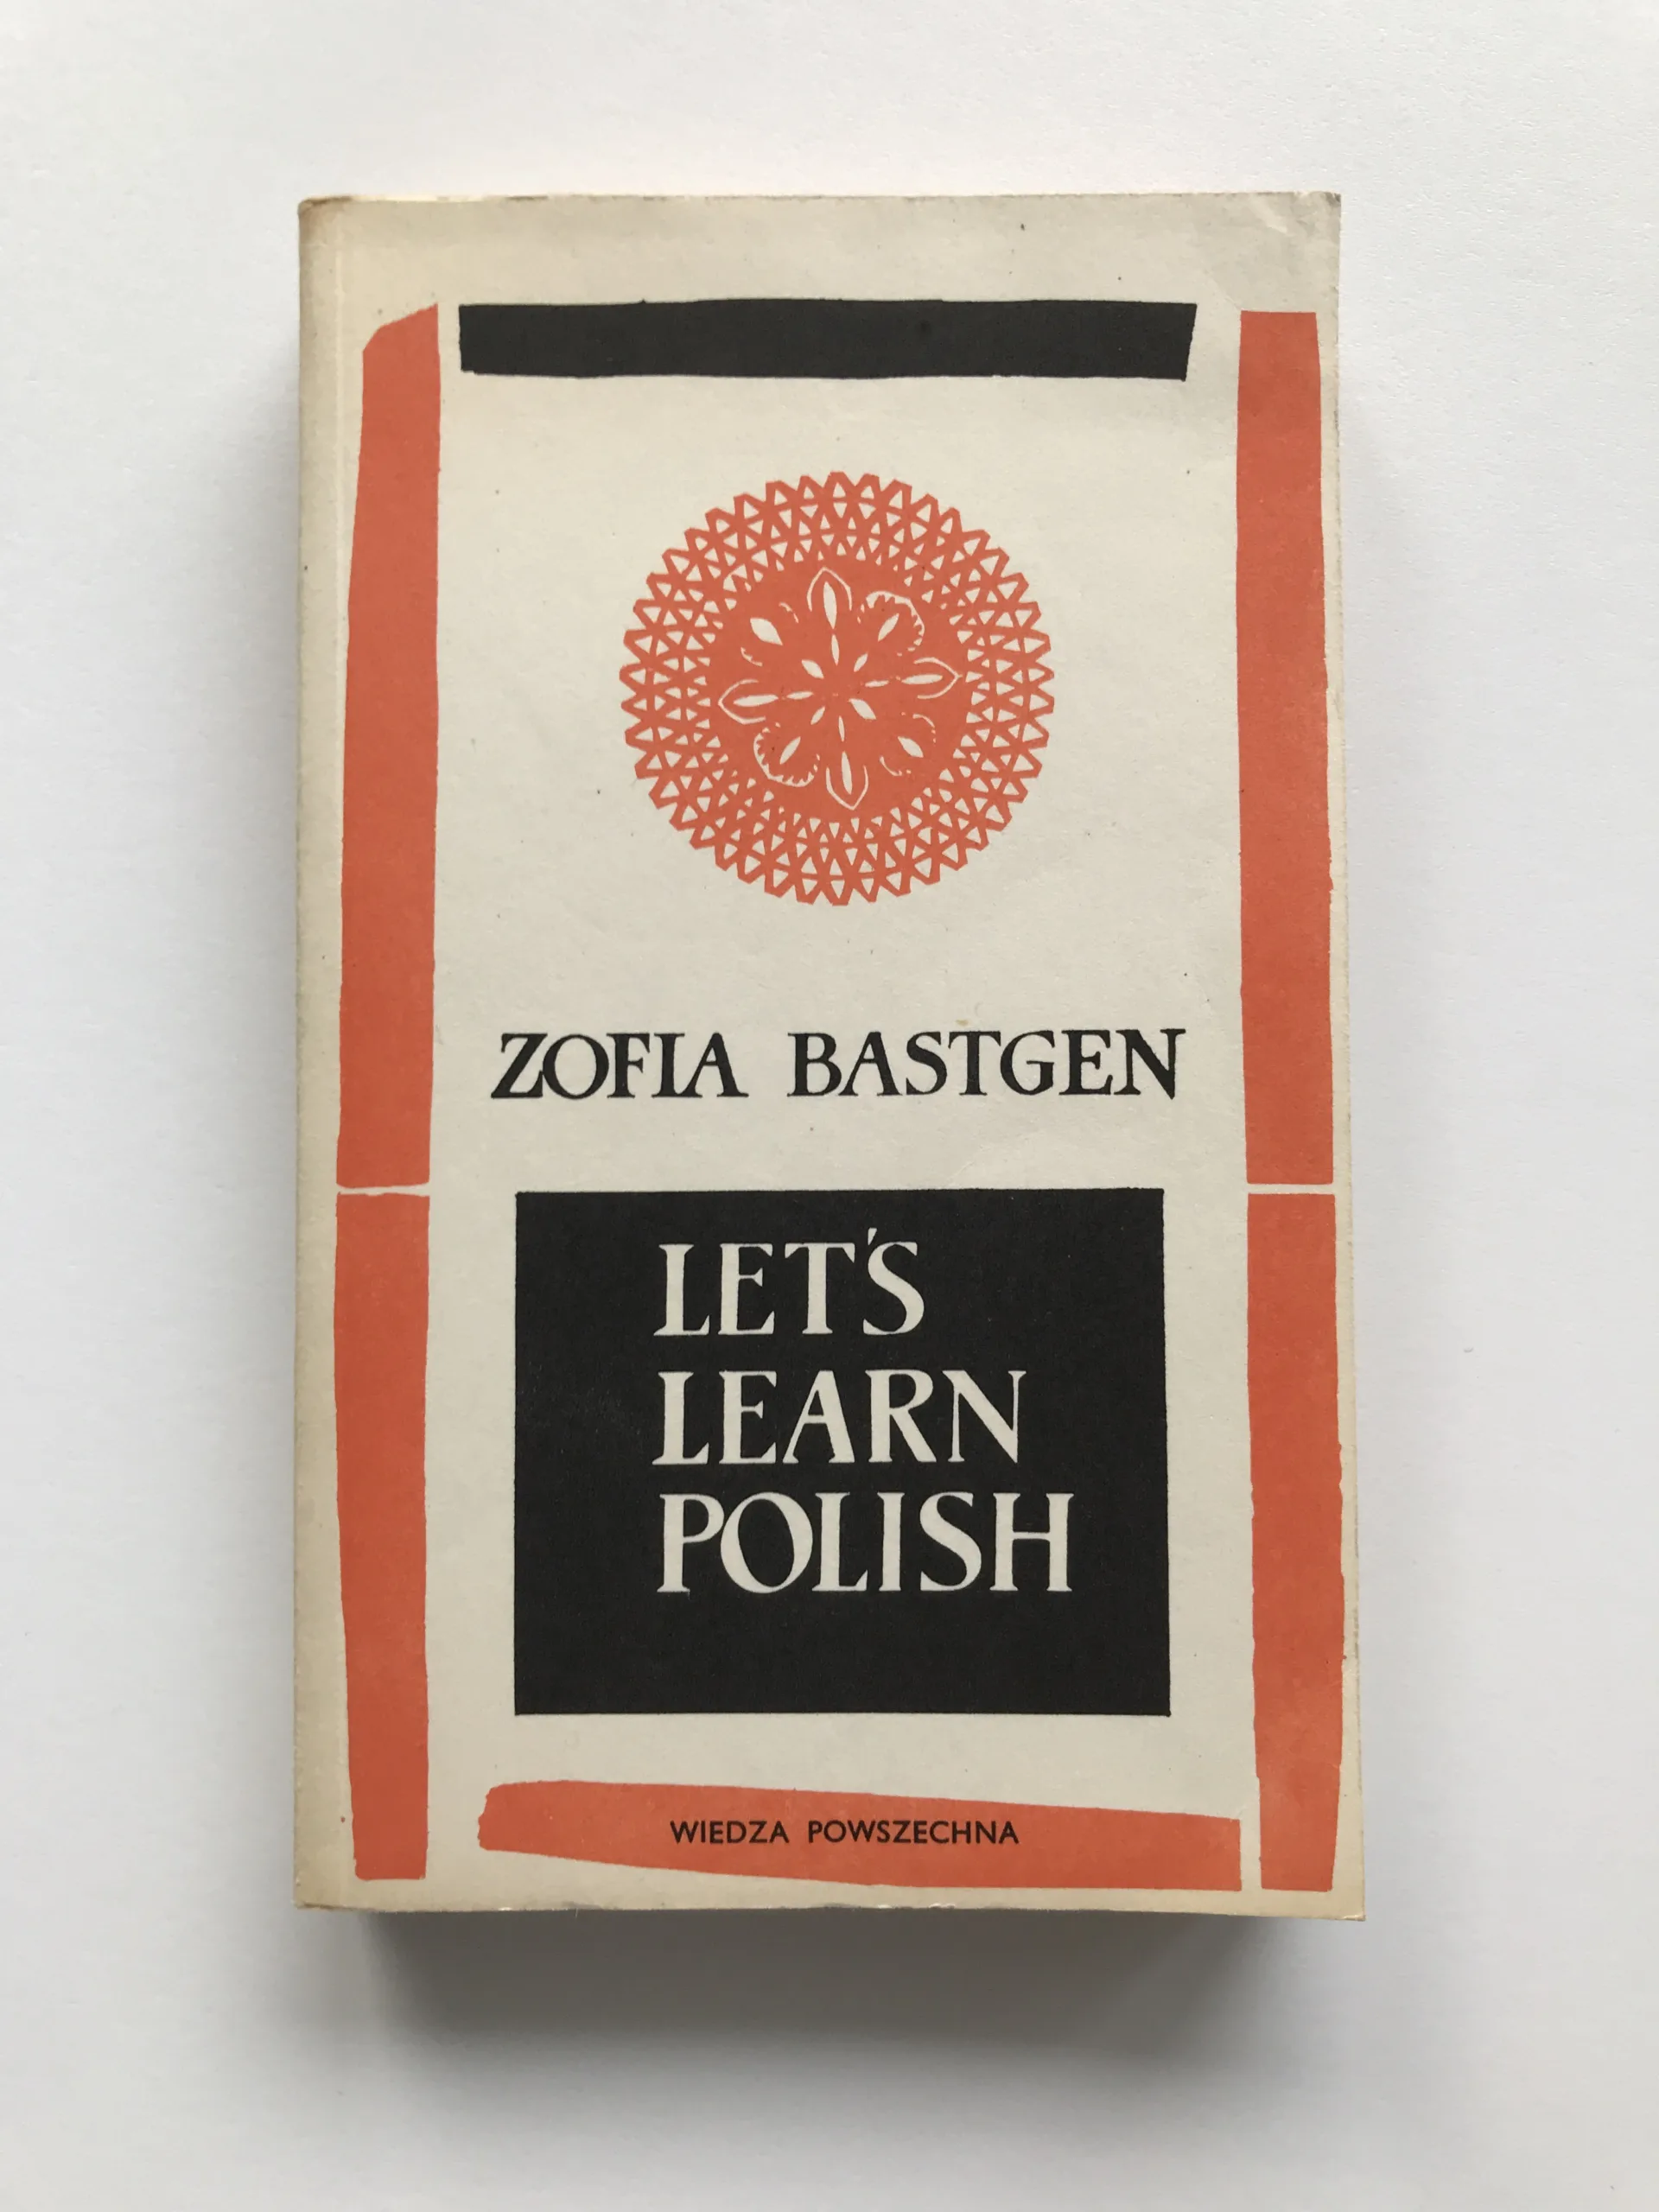 ZOFIA BASTGEN
LET'S
LEARN
POLISH
WIEDZA POWSZECHNA